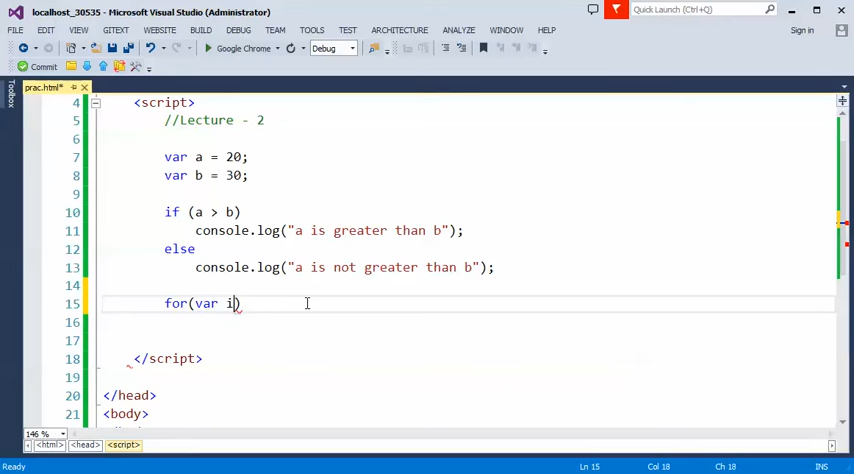 localhost_30535 - Microsoft Visual Studio (Administrator)
Quick Launch (Ctrl+Q)
FILE EDIT VIEW GITEXT WEBSITE BUILD DEBUG TEAM TOOLS TEST ARCHITECTURE ANALYZE WINDOW HELP
Sign in
Google Chrome Debug
Commit
Toolbox
prac.html*
4 <script>
5 //Lecture - 2
6
7 var a = 20;
8 var b = 30;
9
10 if (a > b)
11 console.log("a is greater than b");
12 else
13 console.log("a is not greater than b");
14
15 for(var i)
16
17
18 </script>
19
20 </head>
21 <body>
146 %
<html> <head> <script>
Ready Ln 15 Col 18 Ch 18 INS